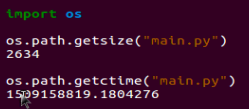 import os
os.path.getsize("main.py")
2634
os.path.getctime("main.py")
1509158819.1804276